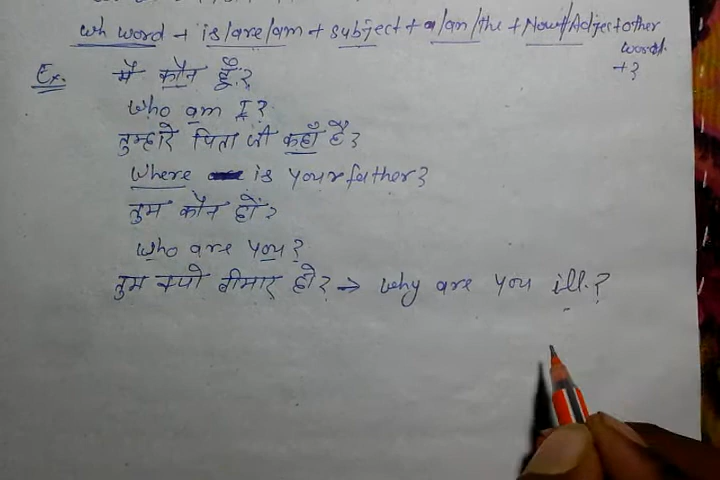 Wh word + is/are/am + subject + a/an/the + Noun/Adject + other
word.
+ ?
Ex. मै कौन हूँ?
Who am I?
तुम्हारे पिता जी कहाँ है?
Where is your father?
तुम कौन हों?
Who are you?
तुम क्यो बीमार हो? → Why are you ill.?